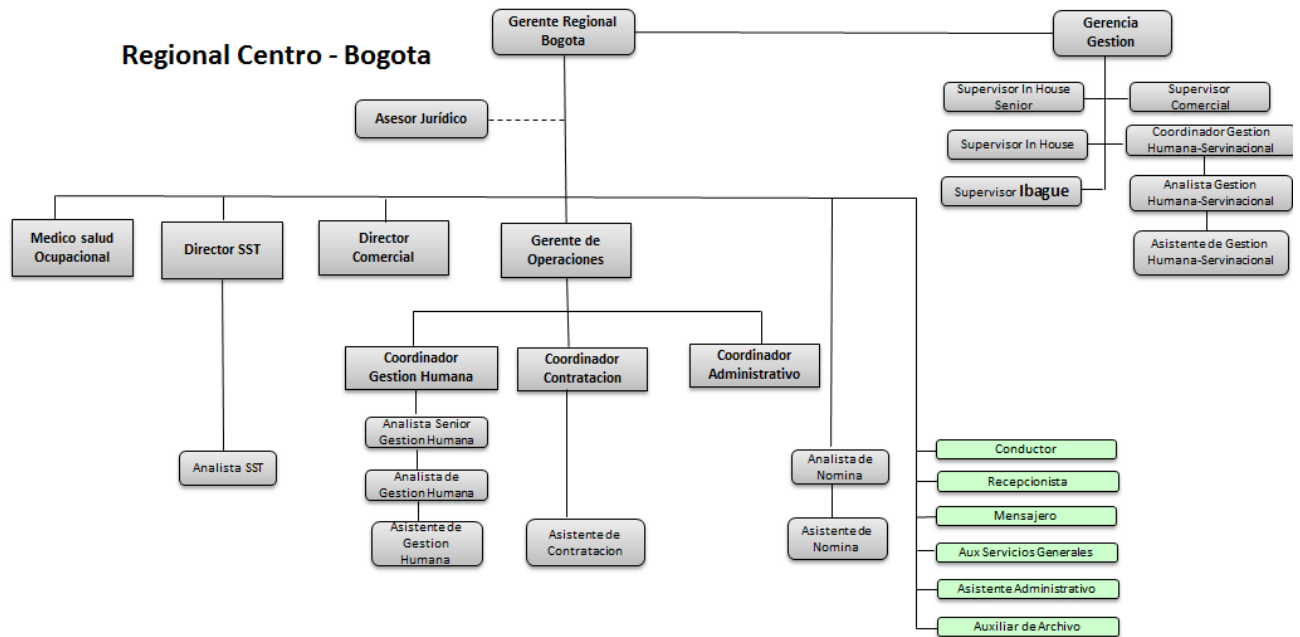 Gerente Regional
Bogota
Gerencia
Gestion
Regional Centro - Bogota
Supervisor In House
Senior
Supervisor
Comercial
Asesor Jurídico
Supervisor In House
Coordinador Gestion
Humana-Servinacional
Supervisor Ibague
Analista Gestion
Humana-Servinacional
Asistente de Gestion
Humana-Servinacional
Medico salud
Ocupacional
Director SST
Director
Comercial
Gerente de
Operaciones
Coordinador
Gestion Humana
Coordinador
Contratacion
Coordinador
Administrativo
Analista Senior
Gestion Humana
Analista SST
Analista de
Gestion Humana
Analista de
Nomina
Asistente de
Gestion
Humana
Asistente de
Contratacion
Asistente de
Nomina
Conductor
Recepcionista
Mensajero
Aux Servicios Generales
Asistente Administrativo
Auxiliar de Archivo